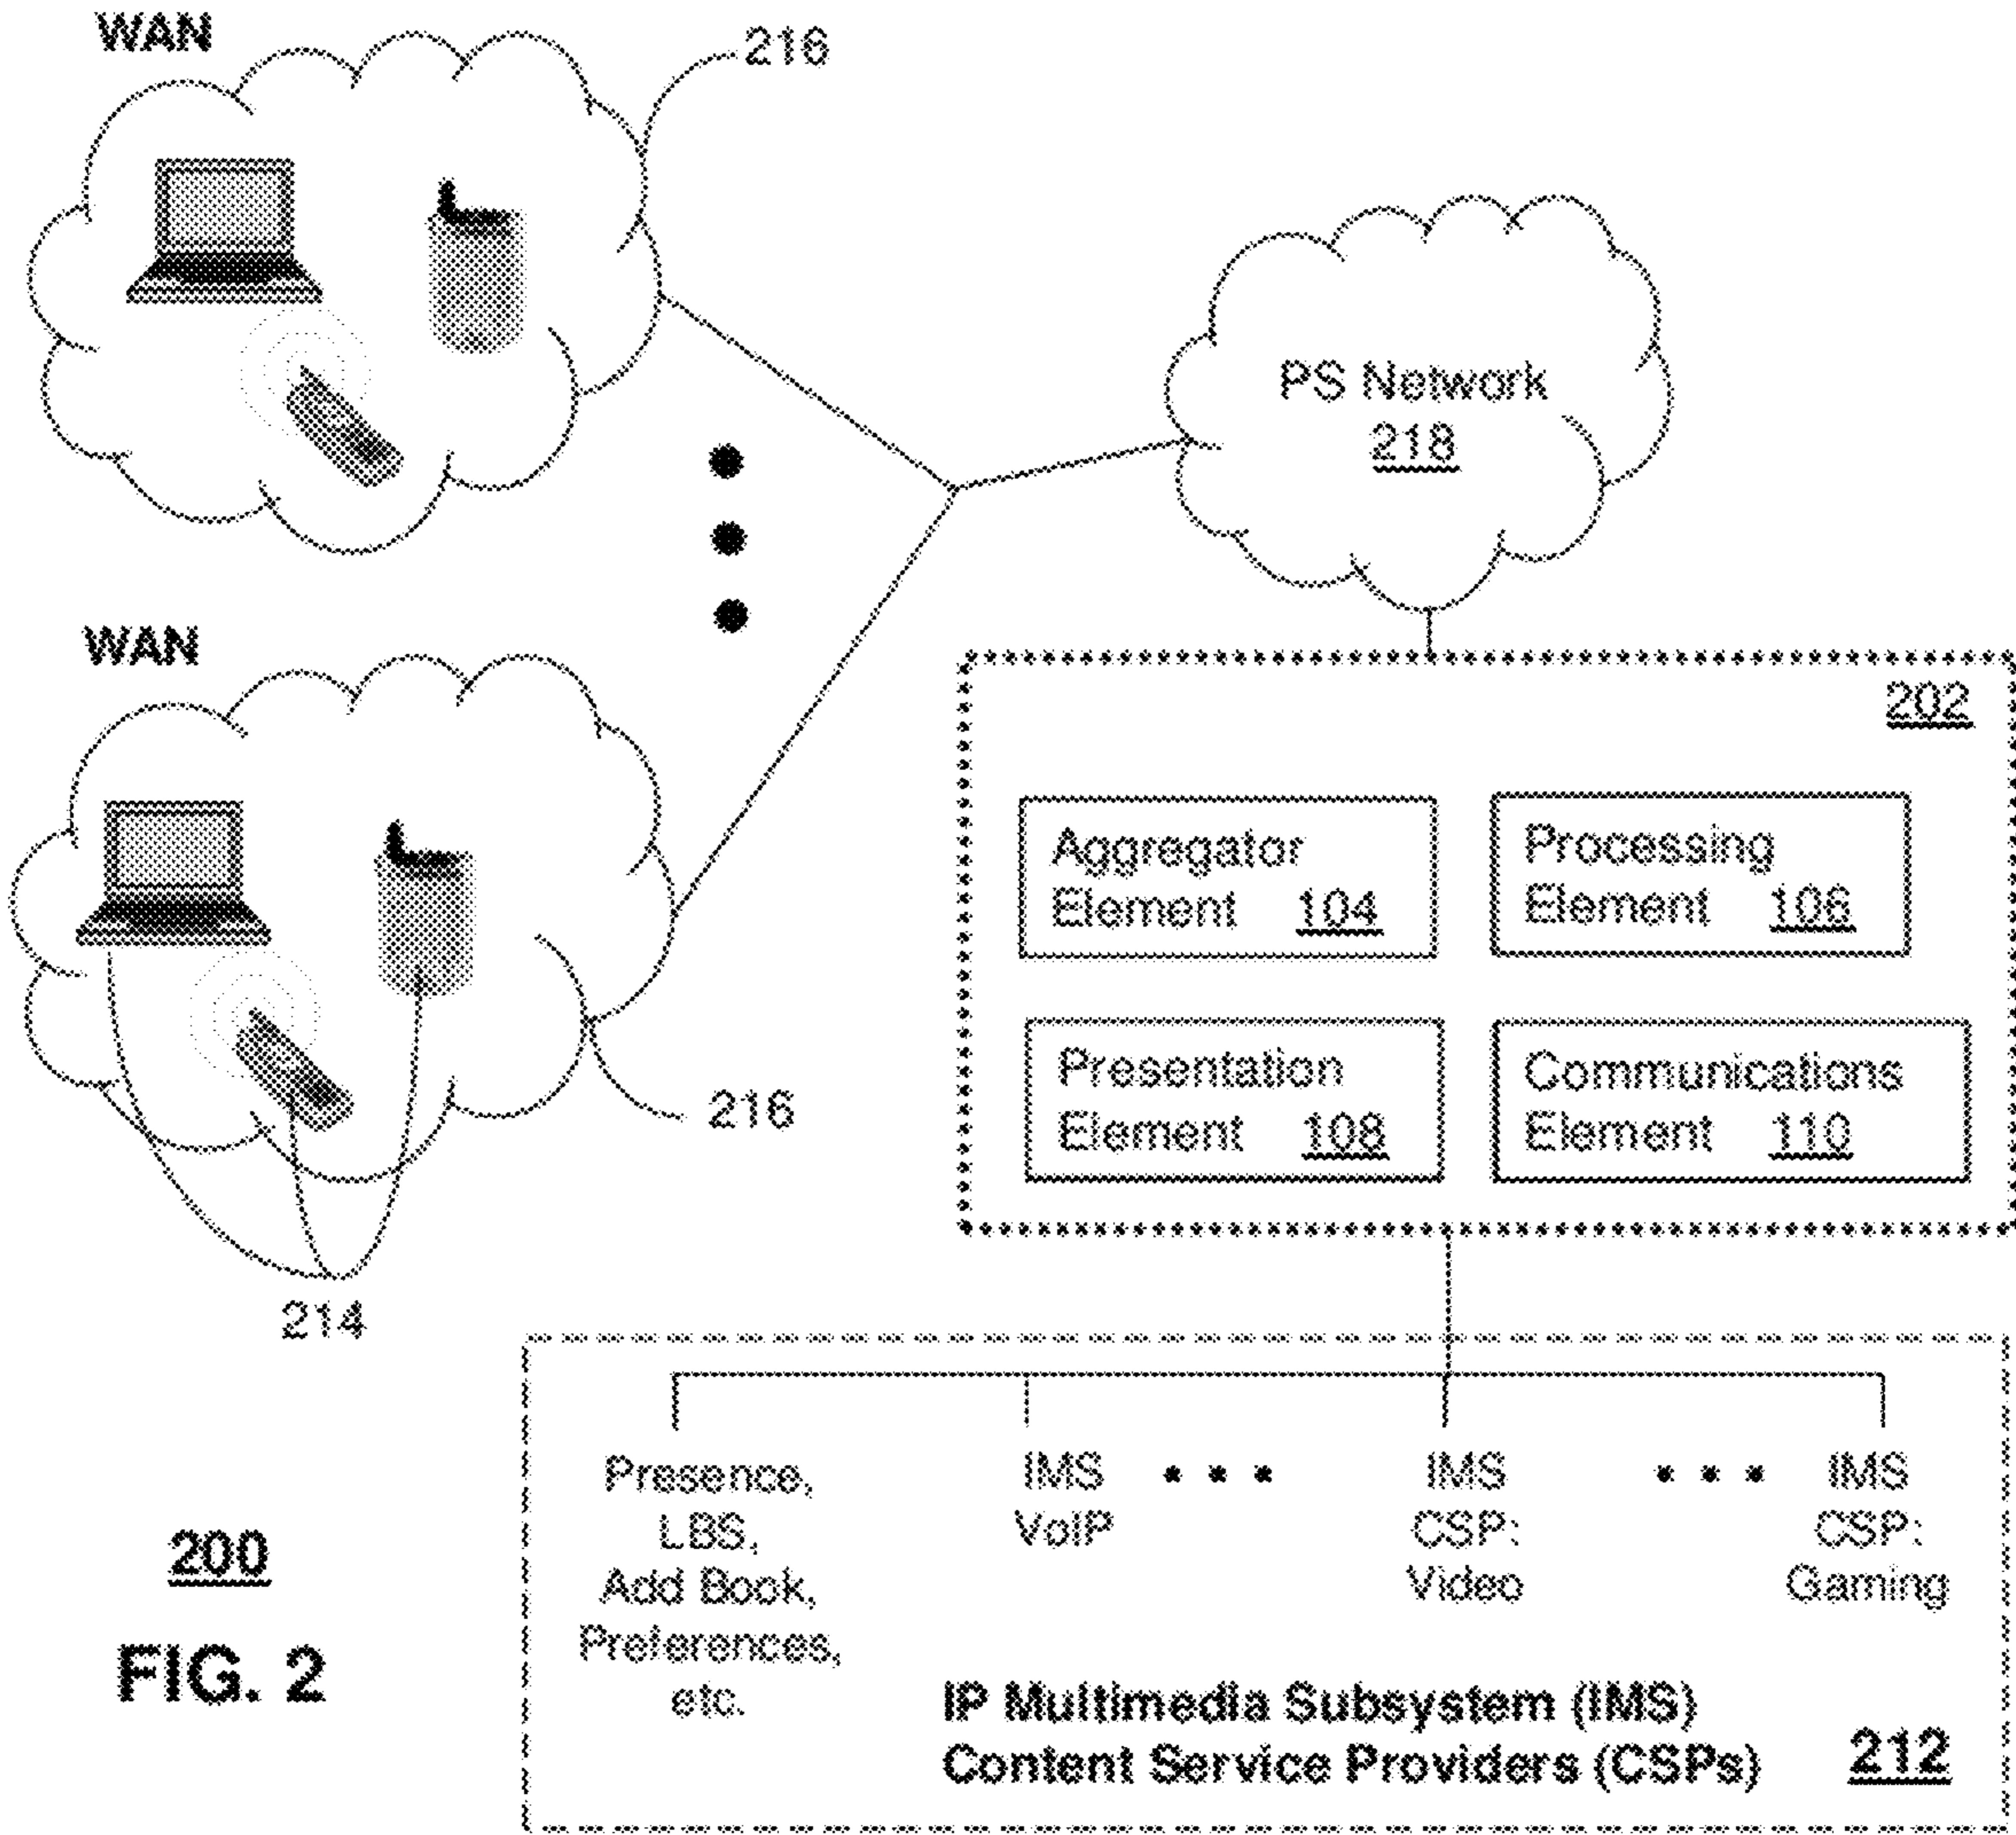 WAN
216
PS Network
218
WAN
202
Aggregator
Element 104
Processing
Element 106
Presentation
Element 108
Communications
Element 110
216
214
Presence,
LBS,
Add Book,
Preferences,
etc.
IMS
VoIP
IMS
CSP:
Video
IMS
CSP:
Gaming
IP Multimedia Subsystem (IMS)
Content Service Providers (CSPs) 212
200
FIG. 2